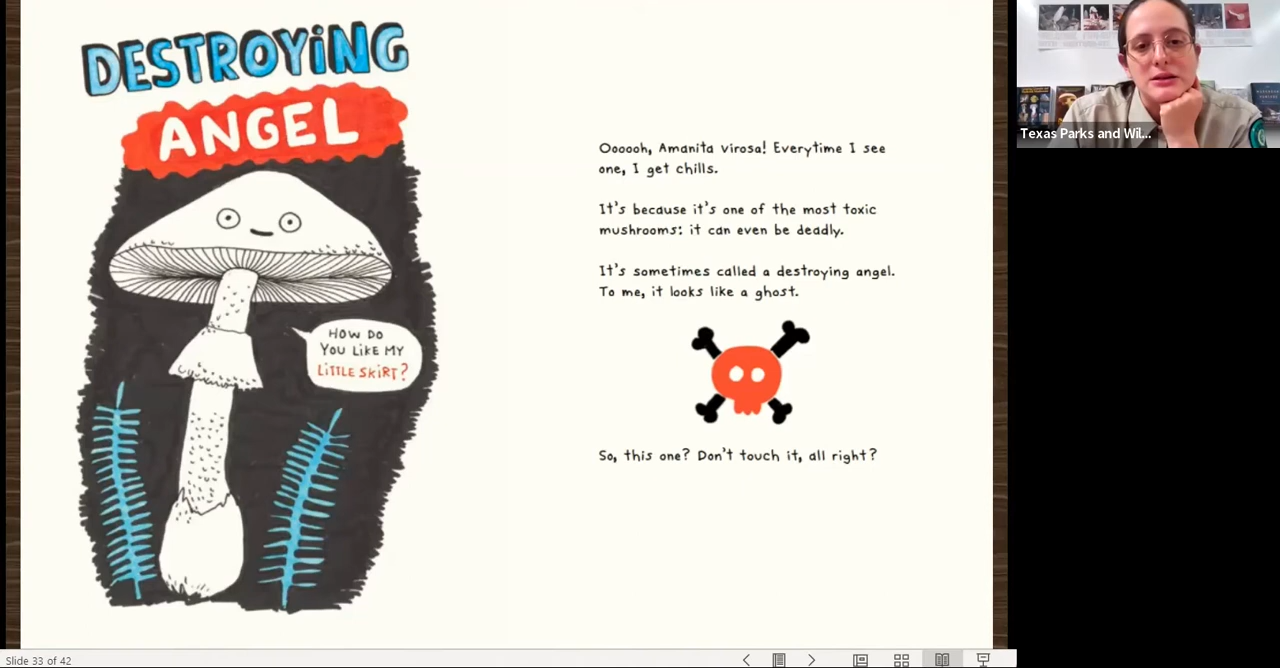 DESTROYiNG
ANGEL
HOW DO
YOU LiKE MY
LiTTLE SKiRT?
Oooooh, Amanita virosa! Everytime I see
one, I get chills.
It's because it's one of the most toxic
mushrooms: it can even be deadly.
It's sometimes called a destroying angel.
To me, it looks like a ghost.
So, this one? Don't touch it, all right?
Texas Parks and Wil...
Slide 33 of 42